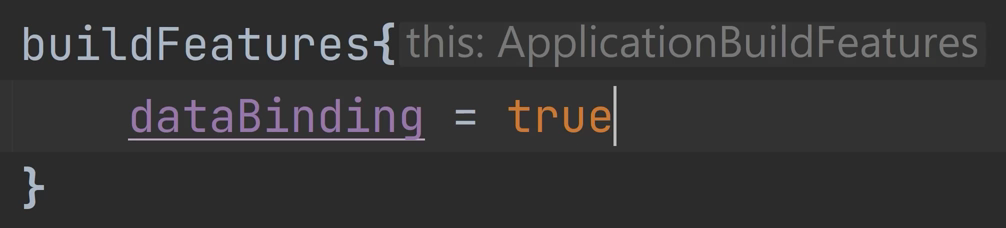 buildFeatures{ this: ApplicationBuildFeatures
dataBinding = true
}